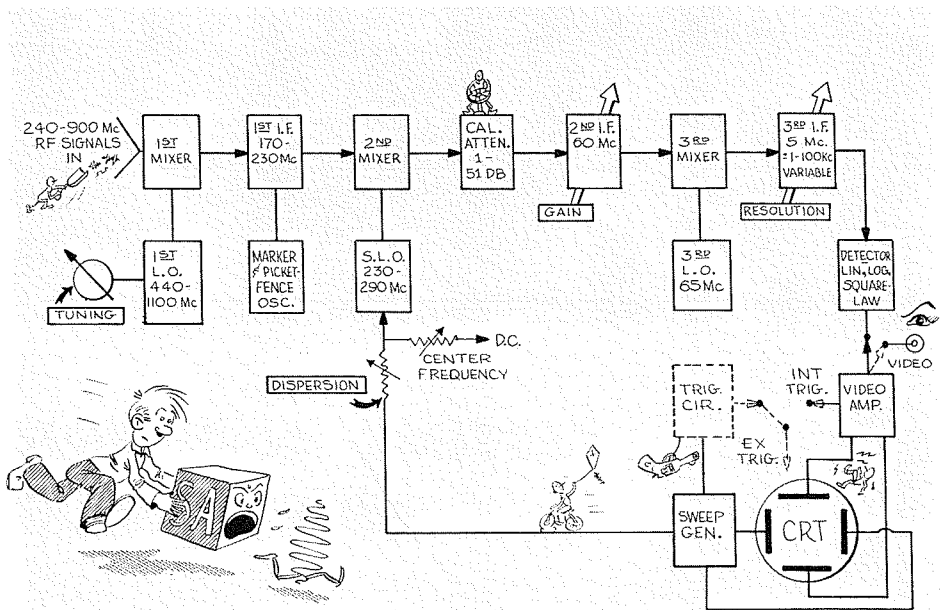 240-900 Mc
RF SIGNALS
IN
1ST
MIXER
1ST I.F.
170-
230 Mc
2ND
MIXER
CAL.
ATTEN.
1-
51 DB
2ND I.F.
60 Mc
GAIN
3RD
MIXER
3RD I.F.
5 Mc.
±1-100KC
VARIABLE
RESOLUTION
TUNING
1ST
L.O.
440-
1100 Mc
MARKER
& PICKET-
FENCE
OSC.
S.L.O.
230-
290 Mc
3RD
L.O.
65 Mc
DETECTOR
LIN, LOG,
SQUARE-
LAW
CENTER
FREQUENCY
D.C.
DISPERSION
VIDEO
TRIG.
CIR.
INT
TRIG.
VIDEO
AMP.
EX
TRIG.
SA
SWEEP
GEN.
CRT